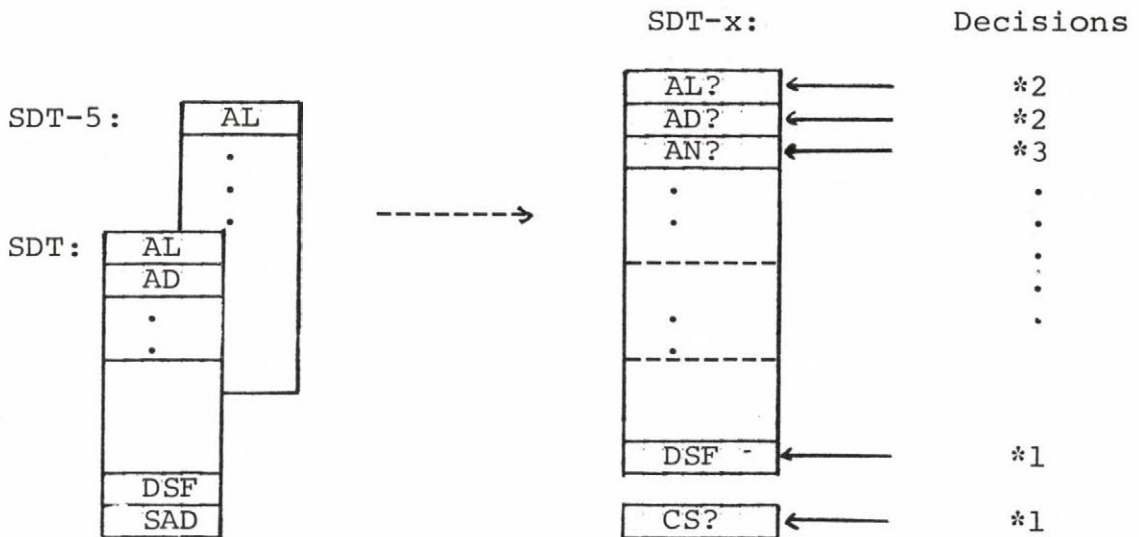 SDT-x: Decisions
AL? *2
SDT-5: AL
AD? *2
AN? *3
SDT: AL
AD
DSF *1
DSF
SAD
CS? *1